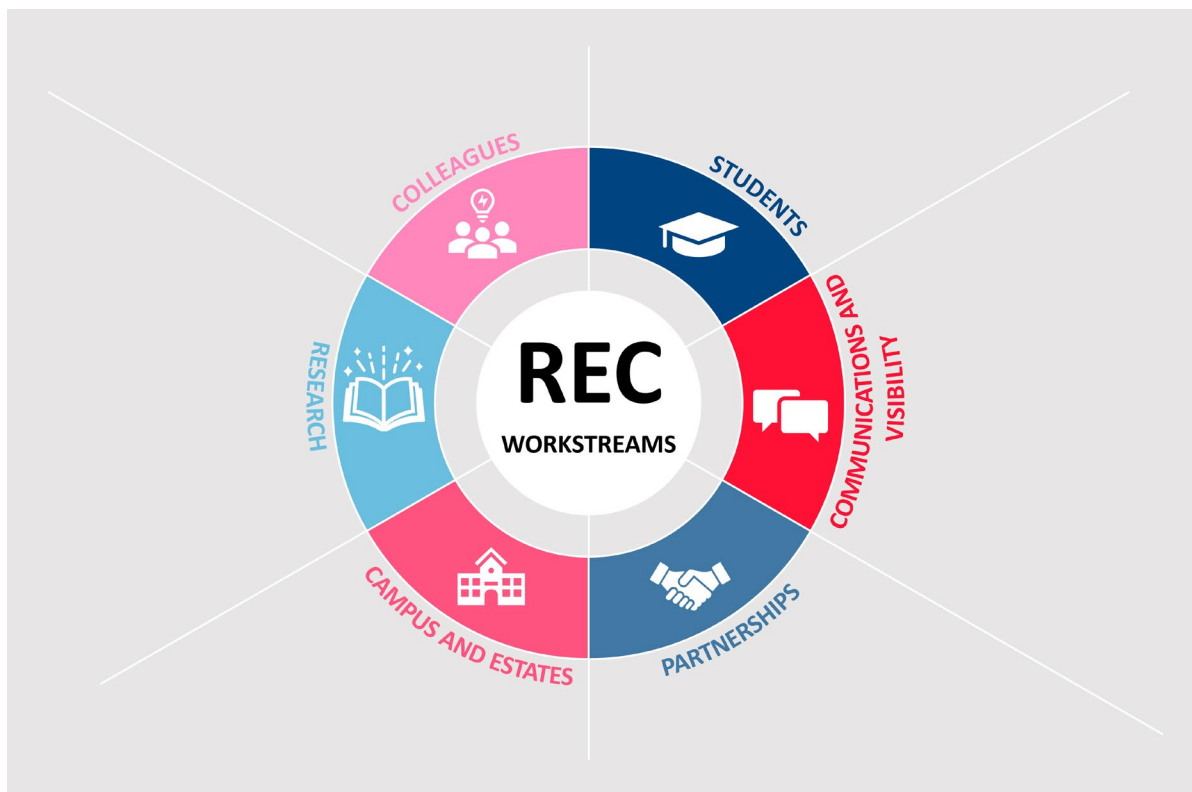 COLLEAGUES
STUDENTS
COMMUNICATIONS AND
VISIBILITY
PARTNERSHIPS
CAMPUS AND ESTATES
RESEARCH
REC
WORKSTREAMS